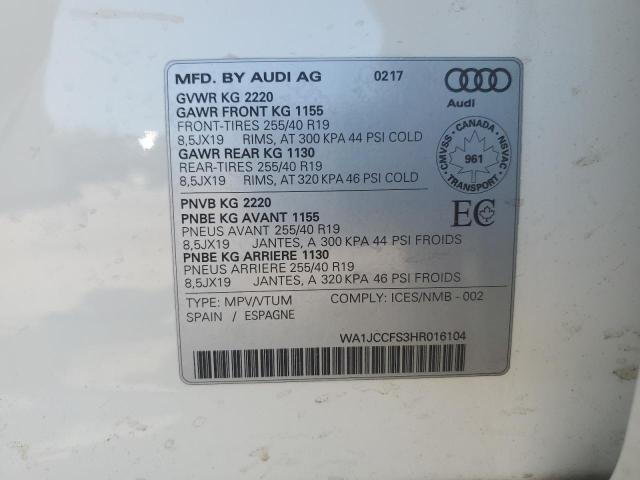 MFD. BY AUDI AG 0217
Audi
GVWR KG 2220
GAWR FRONT KG 1155
FRONT-TIRES 255/40 R19
8,5JX19 RIMS, AT 300 KPA 44 PSI COLD
GAWR REAR KG 1130
REAR-TIRES 255/40 R19
8,5JX19 RIMS, AT 320 KPA 46 PSI COLD
CANADA
CMVSS NSVAC
961
TRANSPORT
PNVB KG 2220
PNBE KG AVANT 1155
PNEUS AVANT 255/40 R19
8,5JX19 JANTES, A 300 KPA 44 PSI FROIDS
PNBE KG ARRIERE 1130
PNEUS ARRIERE 255/40 R19
8,5JX19 JANTES, A 320 KPA 46 PSI FROIDS
EC
TYPE: MPV/VTUM COMPLY: ICES/NMB - 002
SPAIN / ESPAGNE
WA1JCCFS3HR016104